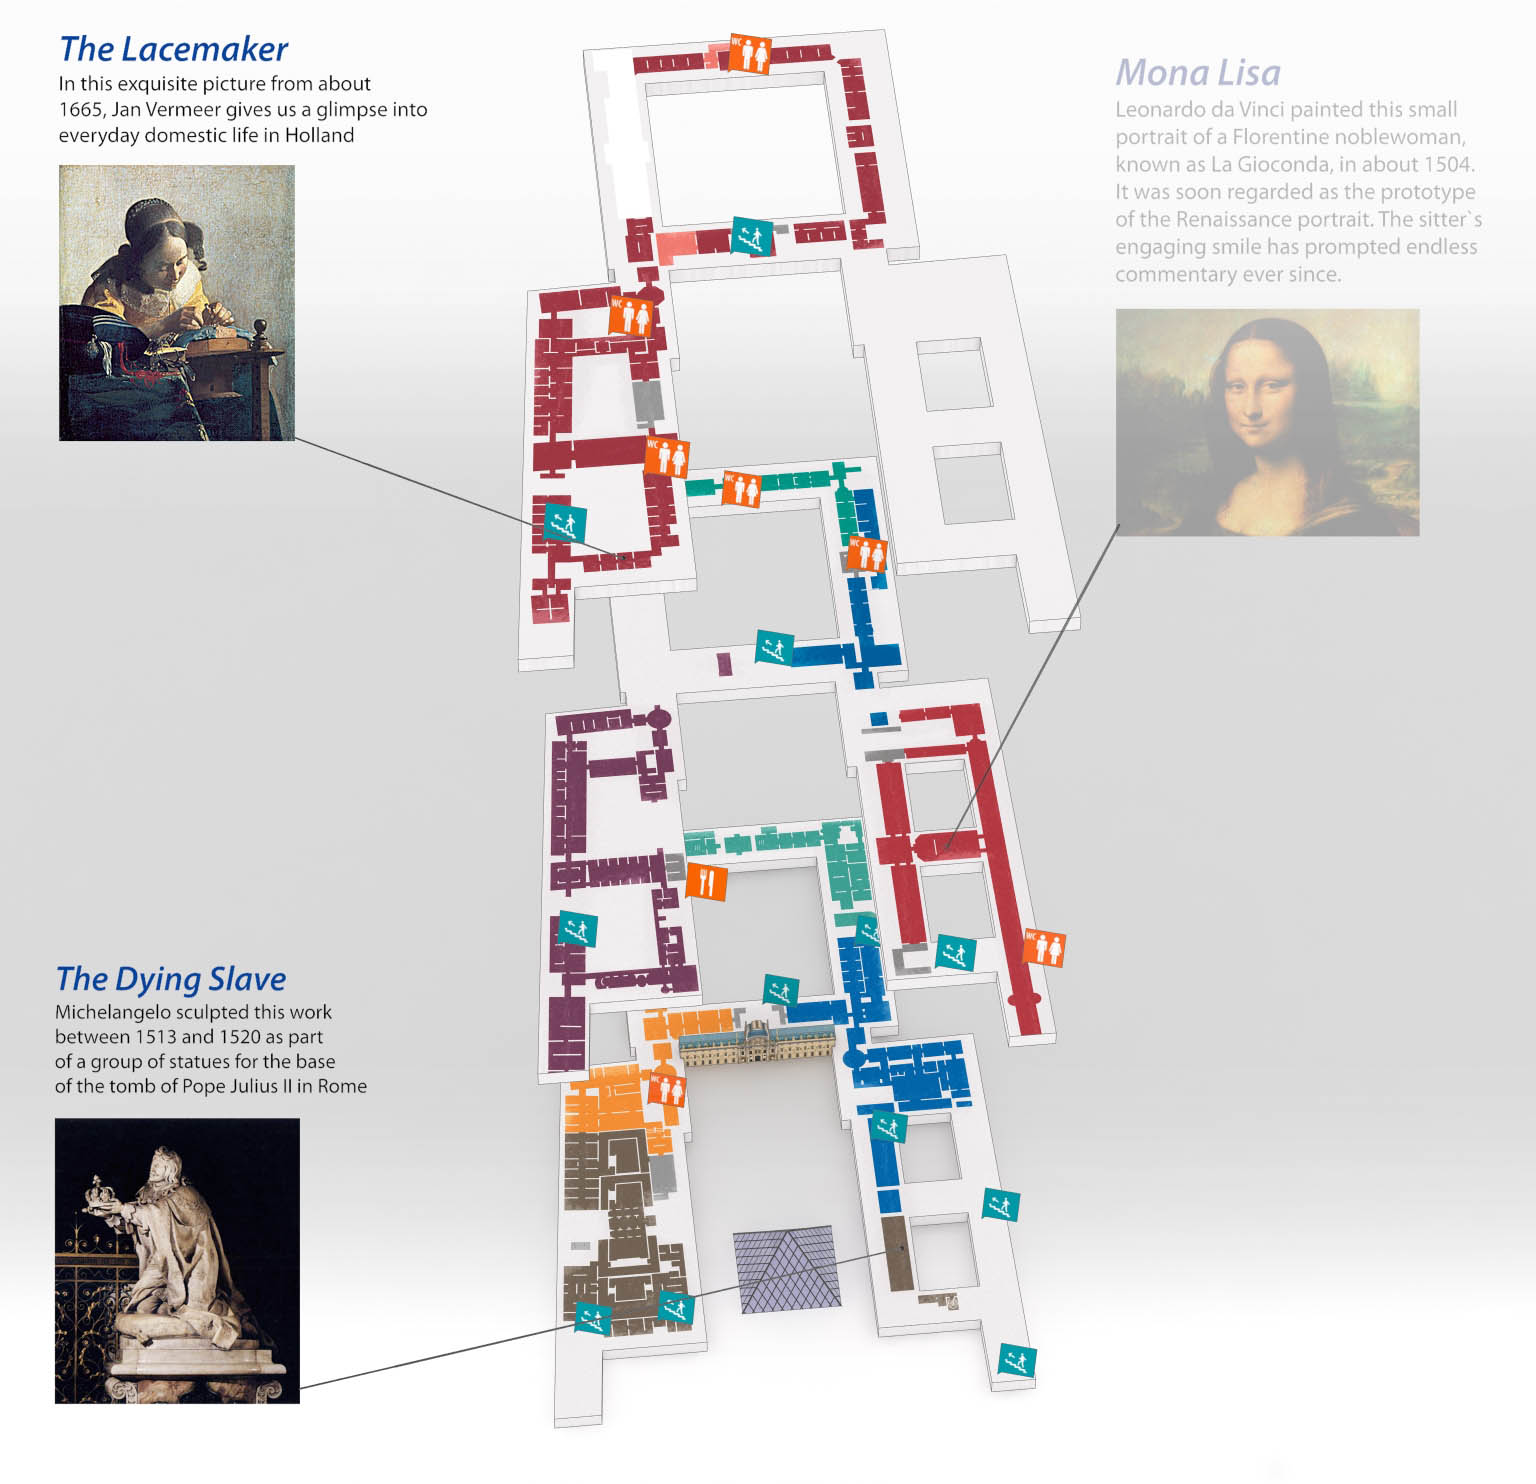 The Lacemaker
In this exquisite picture from about
1665, Jan Vermeer gives us a glimpse into
everyday domestic life in Holland
Mona Lisa
Leonardo da Vinci painted this small
portrait of a Florentine noblewoman,
known as La Gioconda, in about 1504.
It was soon regarded as the prototype
of the Renaissance portrait. The sitter`s
engaging smile has prompted endless
commentary ever since.
WC
WC
WC
WC
WC
WC
WC
The Dying Slave
Michelangelo sculpted this work
between 1513 and 1520 as part
of a group of statues for the base
of the tomb of Pope Julius II in Rome